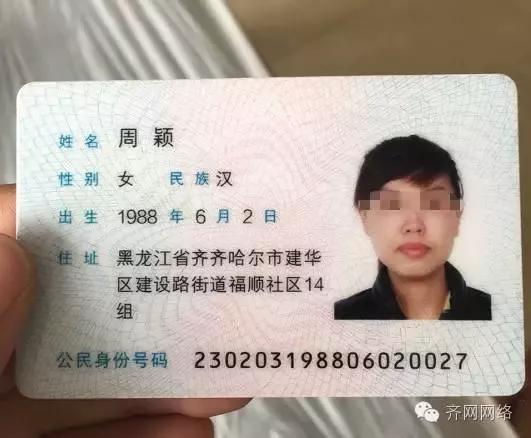 姓名 周颖
性别 女 民族 汉
出生 1988 年 6 月 2 日
住址 黑龙江省齐齐哈尔市建华
区建设路街道福顺社区14
组
公民身份号码 230203198806020027
齐网网络